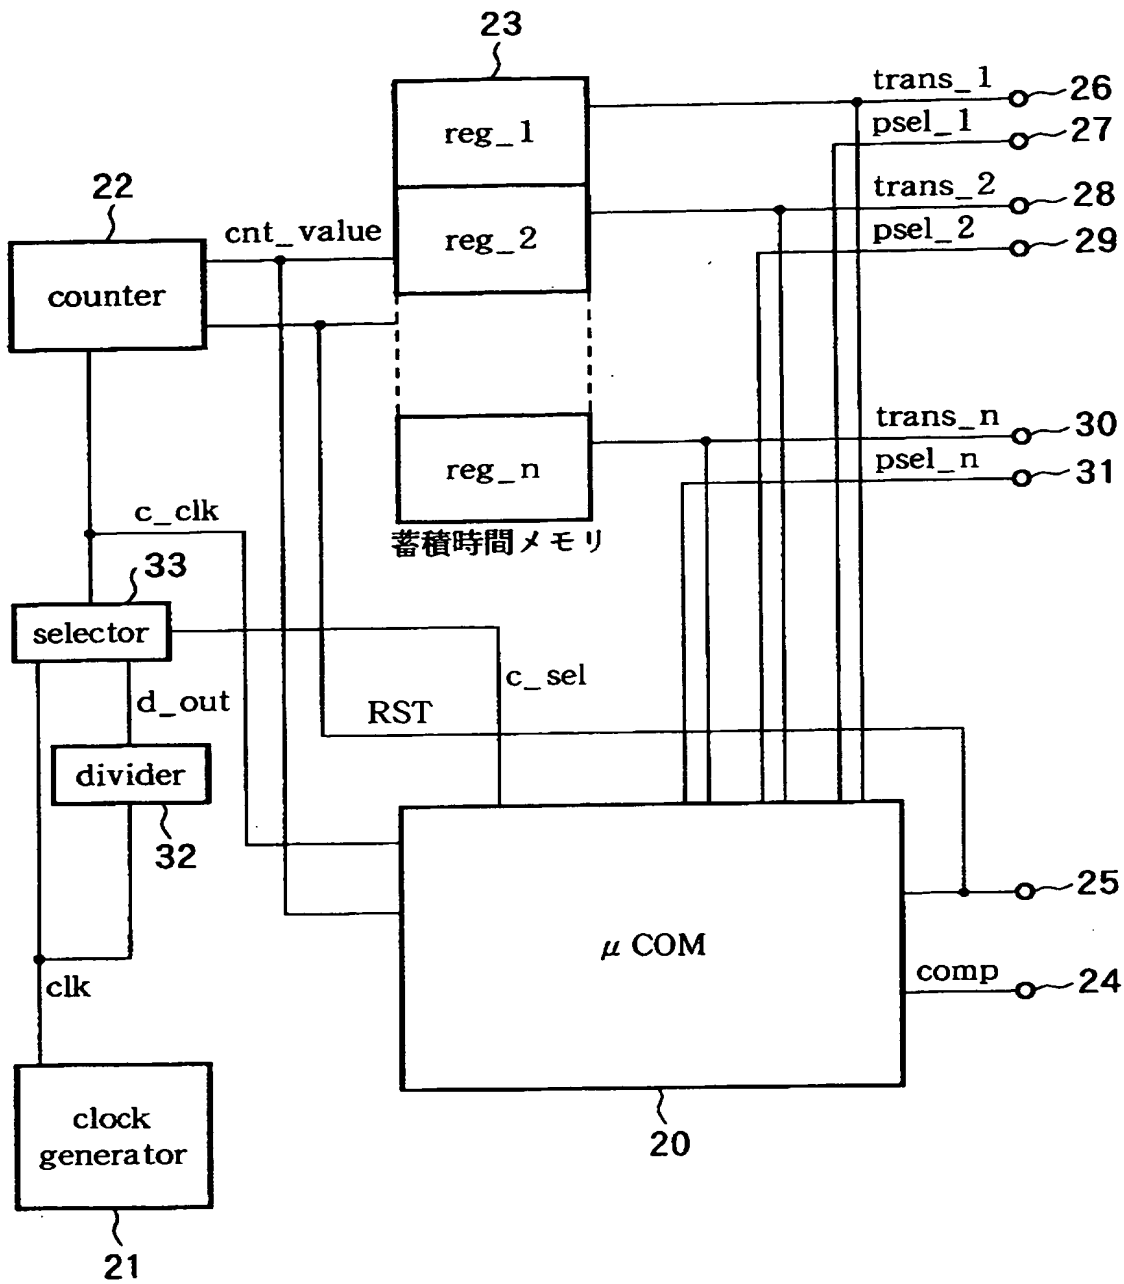 23
trans_1
26
reg_1
psel_1
27
22
trans_2
28
cnt_value
reg_2
psel_2
29
counter
trans_n
30
reg_n
psel_n
31
c_clk
蓄積時間メモリ
33
selector
c_sel
d_out
RST
divider
32
25
μ COM
comp
24
clk
clock
generator
20
21